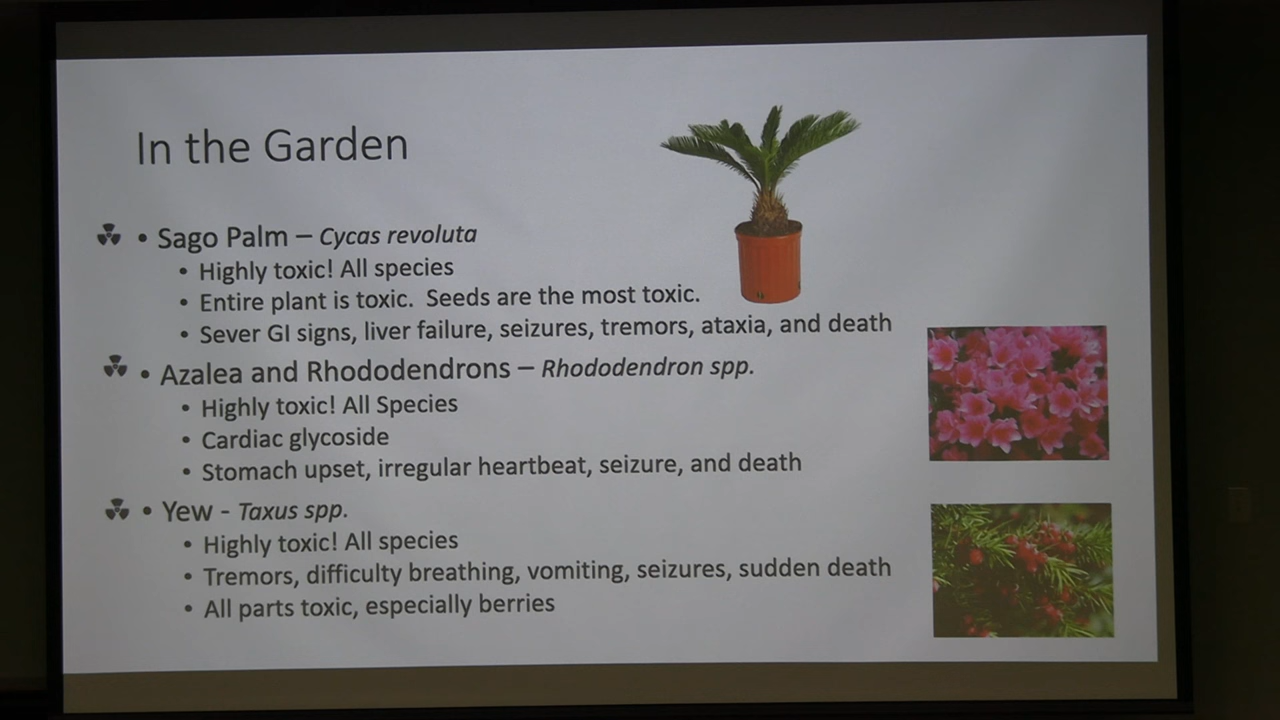 In the Garden
• Sago Palm – Cycas revoluta
• Highly toxic! All species
• Entire plant is toxic. Seeds are the most toxic.
• Sever GI signs, liver failure, seizures, tremors, ataxia, and death
• Azalea and Rhododendrons – Rhododendron spp.
• Highly toxic! All Species
• Cardiac glycoside
• Stomach upset, irregular heartbeat, seizure, and death
• Yew - Taxus spp.
• Highly toxic! All species
• Tremors, difficulty breathing, vomiting, seizures, sudden death
• All parts toxic, especially berries